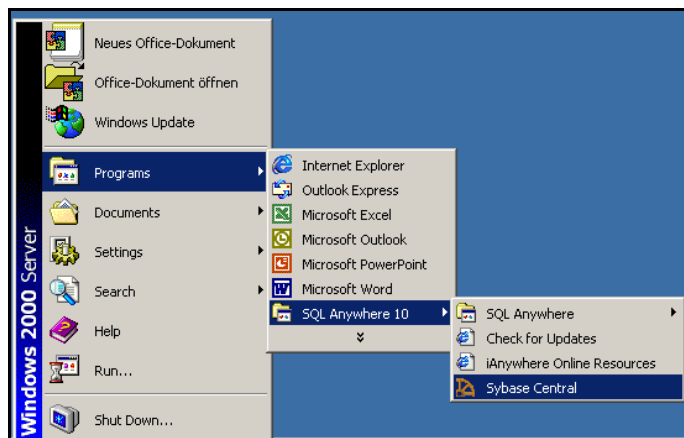 Neues Office-Dokument
Office-Dokument öffnen
Windows Update
Programs
Documents
Settings
Search
Help
Run...
Shut Down...
Windows 2000 Server
Internet Explorer
Outlook Express
Microsoft Excel
Microsoft Outlook
Microsoft PowerPoint
Microsoft Word
SQL Anywhere 10
SQL Anywhere
Check for Updates
iAnywhere Online Resources
Sybase Central